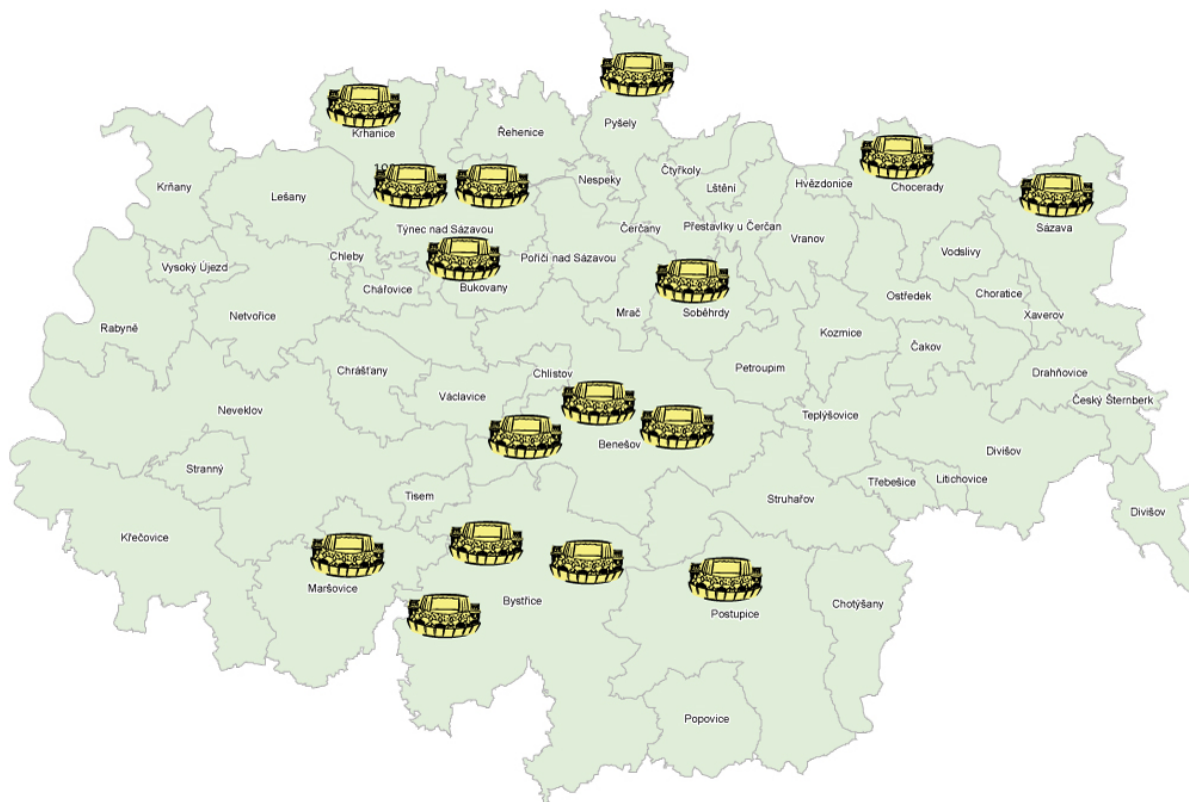 Krhanice
Řehenice
Pyšely
Čtyřkoly
Nespeky
Lštění
Hvězdonice
Chocerady
Krňany
Lešany
Sázava
Týnec nad Sázavou
Čerčany
Přestavlky u Čerčan
Vranov
Vodslivy
Chleby
Vysoký Újezd
Poříčí nad Sázavou
Chářovice
Bukovany
Ostředek
Choratice
Netvořice
Mrač
Soběhrdy
Xaverov
Rabyně
Kozmice
Čakov
Chrášťany
Chlistov
Petroupim
Drahňovice
Václavice
Český Šternberk
Neveklov
Teplýšovice
Benešov
Divišov
Stranný
Třebešice
Litichovice
Tisem
Struhařov
Divišov
Křečovice
Maršovice
Bystřice
Postupice
Chotýšany
Popovice